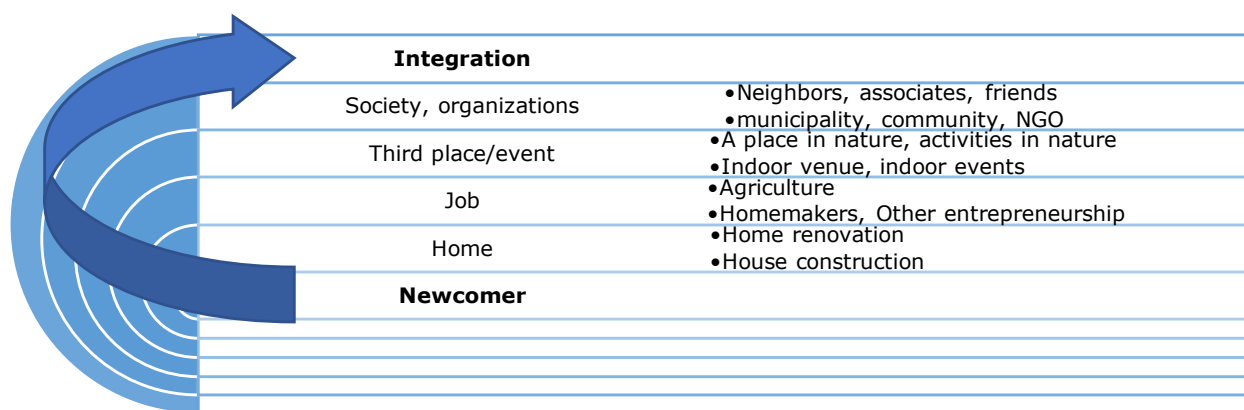 Integration
Society, organizations
•Neighbors, associates, friends
•municipality, community, NGO
Third place/event
•A place in nature, activities in nature
•Indoor venue, indoor events
Job
•Agriculture
•Homemakers, Other entrepreneurship
Home
•Home renovation
•House construction
Newcomer